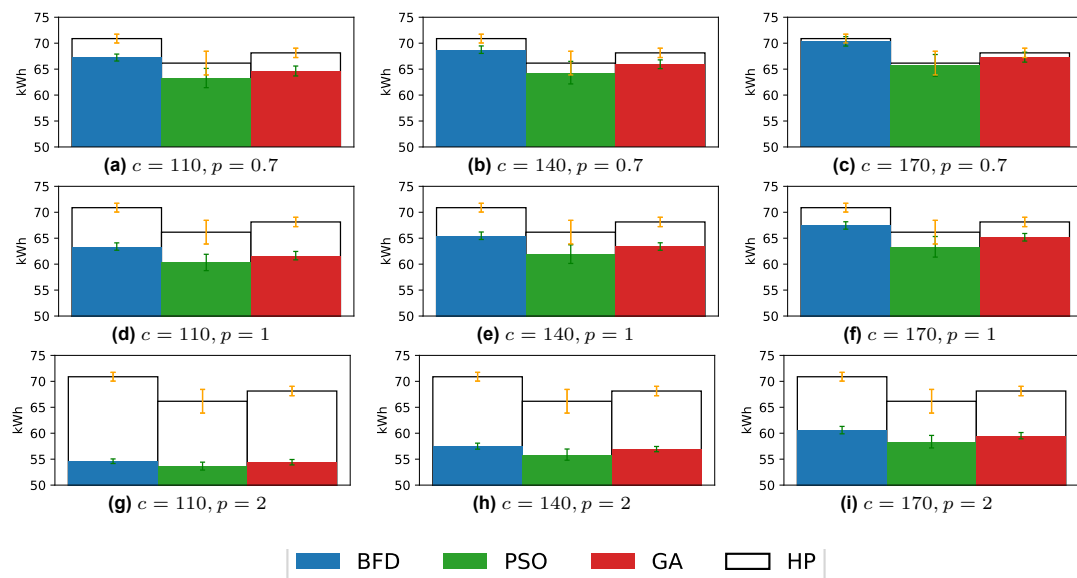 75
70
65
60
55
50
kWh
(a) c = 110, p = 0.7
75
70
65
60
55
50
kWh
(b) c = 140, p = 0.7
75
70
65
60
55
50
kWh
(c) c = 170, p = 0.7
75
70
65
60
55
50
kWh
(d) c = 110, p = 1
75
70
65
60
55
50
kWh
(e) c = 140, p = 1
75
70
65
60
55
50
kWh
(f) c = 170, p = 1
75
70
65
60
55
50
kWh
(g) c = 110, p = 2
75
70
65
60
55
50
kWh
(h) c = 140, p = 2
75
70
65
60
55
50
kWh
(i) c = 170, p = 2
BFD PSO GA HP